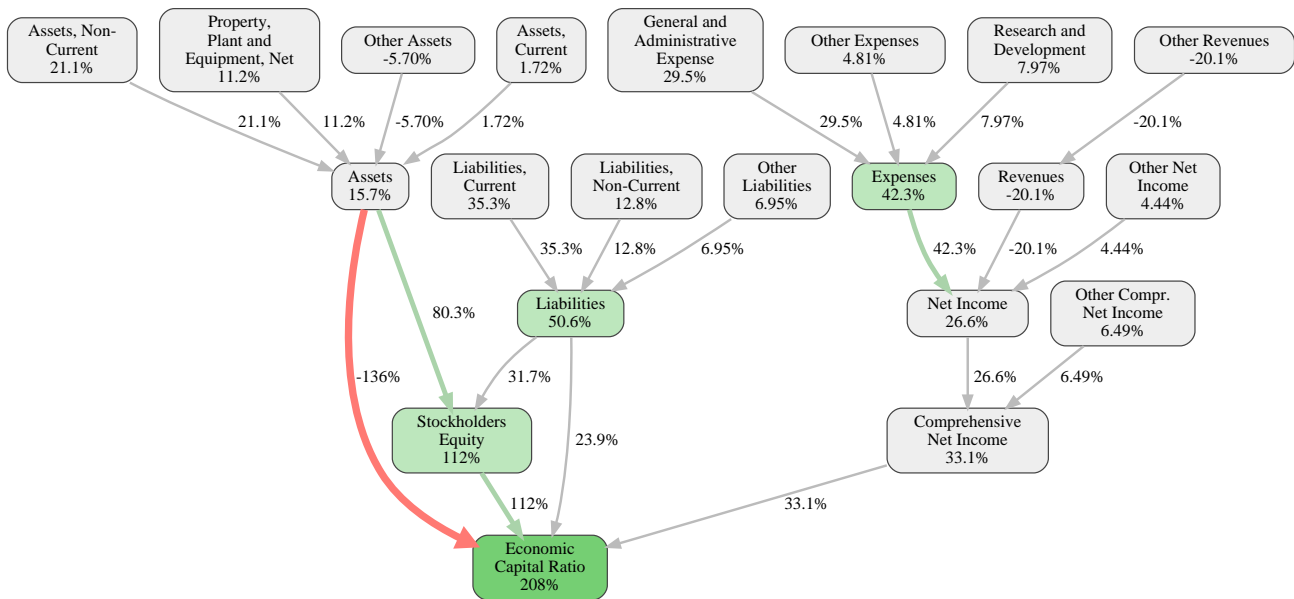 Assets, Non-
Current
21.1%
Property,
Plant and
Equipment, Net
11.2%
Other Assets
-5.70%
Assets,
Current
1.72%
General and
Administrative
Expense
29.5%
Other Expenses
4.81%
Research and
Development
7.97%
Other Revenues
-20.1%
21.1%
11.2%
-5.70%
1.72%
29.5%
4.81%
7.97%
-20.1%
Assets
15.7%
Liabilities,
Current
35.3%
Liabilities,
Non-Current
12.8%
Other
Liabilities
6.95%
Expenses
42.3%
Revenues
-20.1%
Other Net
Income
4.44%
35.3%
12.8%
6.95%
42.3%
-20.1%
4.44%
80.3%
Liabilities
50.6%
Net Income
26.6%
Other Compr.
Net Income
6.49%
-136%
31.7%
26.6%
6.49%
Stockholders
Equity
112%
23.9%
Comprehensive
Net Income
33.1%
112%
33.1%
Economic
Capital Ratio
208%